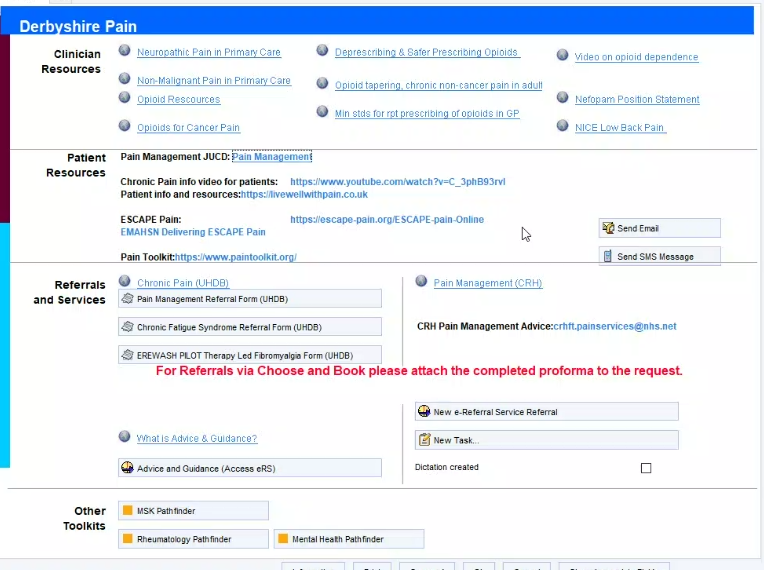 Derbyshire Pain
Clinician Resources
Neuropathic Pain in Primary Care
Deprescribing & Safer Prescribing Opioids
Video on opioid dependence
Non-Malignant Pain in Primary Care
Opioid tapering, chronic non-cancer pain in adult
Opioid Rescources
Nefopam Position Statement
Min stds for rpt prescribing of opioids in GP
Opioids for Cancer Pain
NICE Low Back Pain
Patient Resources
Pain Management JUCD: Pain Management
Chronic Pain info video for patients: https://www.youtube.com/watch?v=C_3phB93rvI
Patient info and resources:https://livewellwithpain.co.uk
ESCAPE Pain: https://escape-pain.org/ESCAPE-pain-Online
EMAHSN Delivering ESCAPE Pain
Send Email
Pain Toolkit:https://www.paintoolkit.org/
Send SMS Message
Referrals and Services
Chronic Pain (UHDB)
Pain Management (CRH)
Pain Management Referral Form (UHDB)
Chronic Fatigue Syndrome Referral Form (UHDB)
CRH Pain Management Advice:crhft.painservices@nhs.net
EREWASH PILOT Therapy Led Fibromyalgia Form (UHDB)
For Referrals via Choose and Book please attach the completed proforma to the request.
New e-Referral Service Referral
What is Advice & Guidance?
New Task...
Advice and Guidance (Access eRS)
Dictation created
Other Toolkits
MSK Pathfinder
Rheumatology Pathfinder
Mental Health Pathfinder